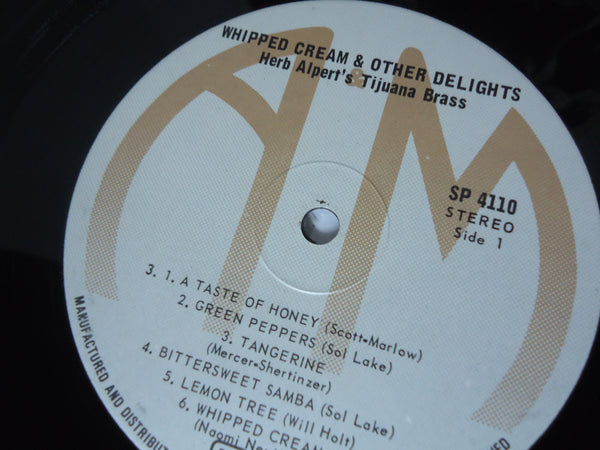 WHIPPED CREAM & OTHER DELIGHTS
Herb Alpert's Tijuana Brass
A&M
SP 4110
STEREO
Side 1
3. 1. A TASTE OF HONEY (Scott-Marlow)
2. GREEN PEPPERS (Sol Lake)
3. TANGERINE
(Mercer-Shertinzer)
4. BITTERSWEET SAMBA (Sol Lake)
5. LEMON TREE (Will Holt)
6. WHIPPED CREAM
(Naomi
MANUFACTURED AND